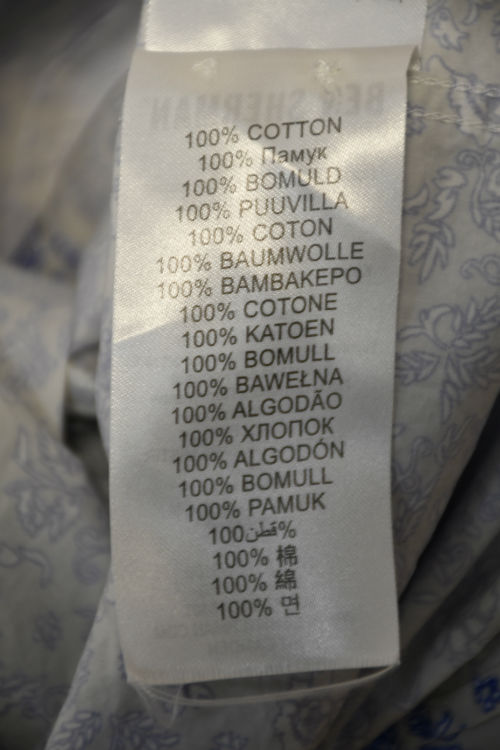 100% COTTON
100% Памук
100% BOMULD
100% PUUVILLA
100% COTON
100% BAUMWOLLE
100% BAMBAKEPO
100% COTONE
100% KATOEN
100% BOMULL
100% BAWEŁNA
100% ALGODÃO
100% ХЛОПОК
100% ALGODÓN
100% BOMULL
100% PAMUK
100قطن%
100% 棉
100% 綿
100% 면